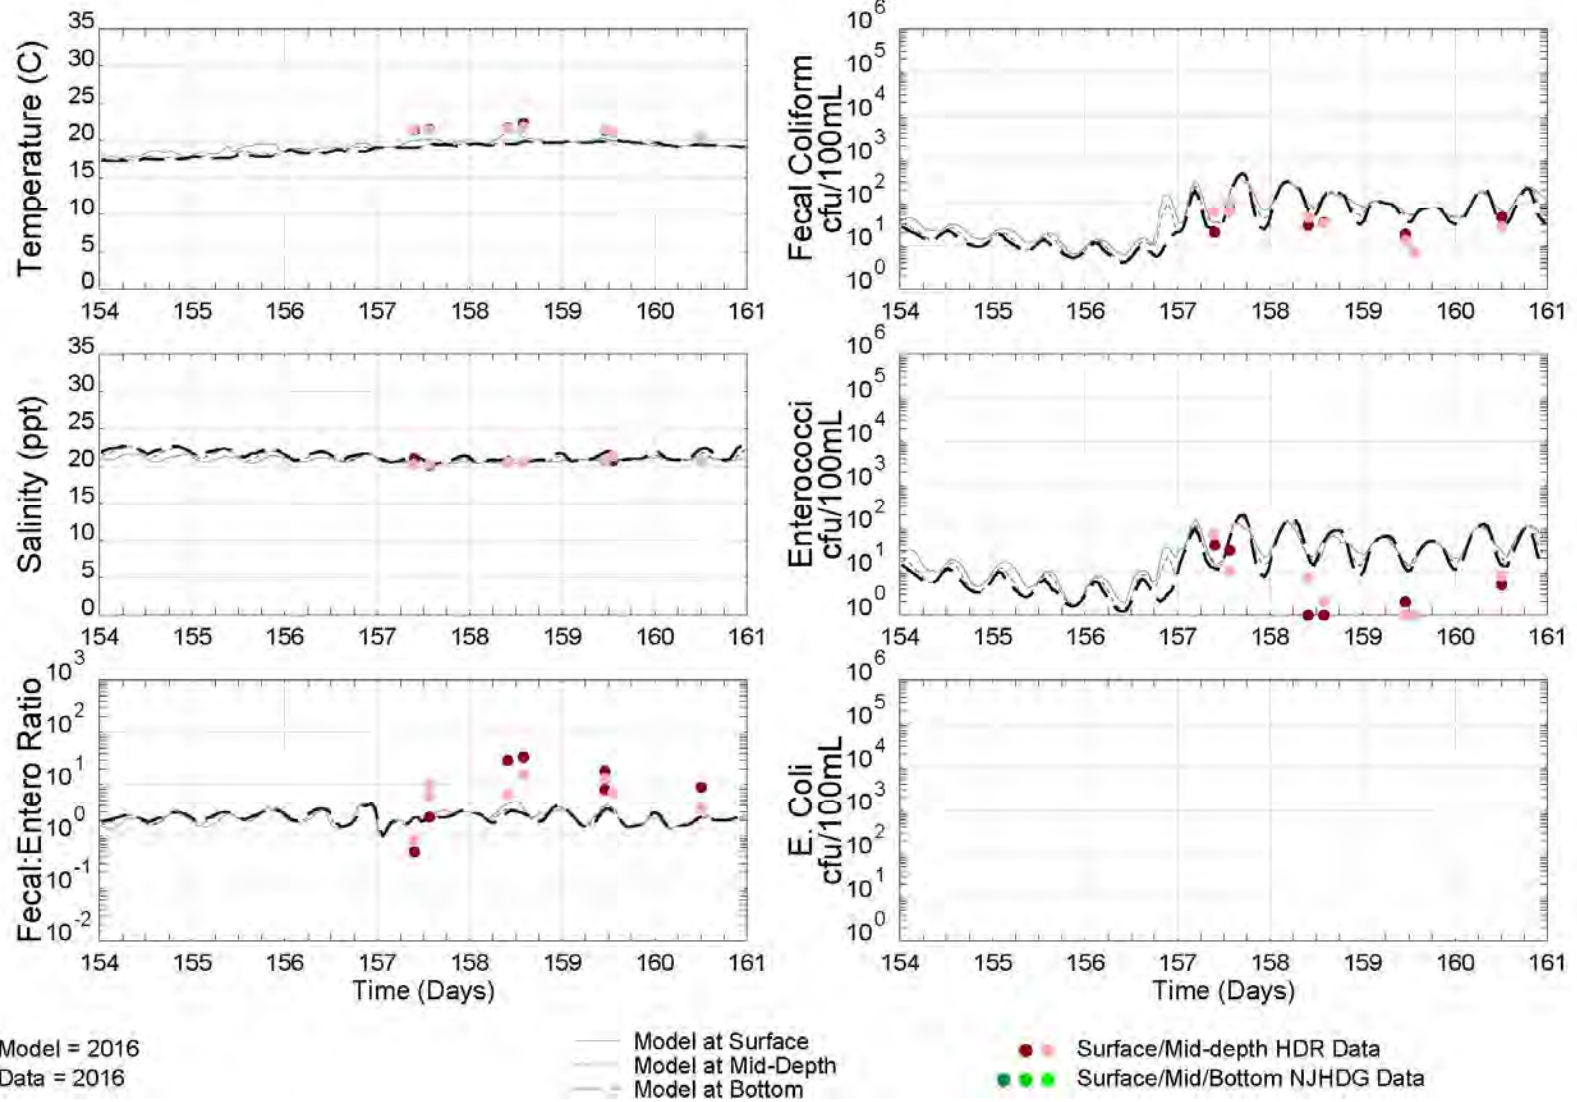 35
30
25
20
15
10
5
0
Temperature (C)
154 155 156 157 158 159 160 161
10^6
10^5
10^4
10^3
10^2
10^1
10^0
Fecal Coliform
cfu/100mL
154 155 156 157 158 159 160 161
35
30
25
20
15
10
5
0
Salinity (ppt)
154 155 156 157 158 159 160 161
10^6
10^5
10^4
10^3
10^2
10^1
10^0
Enterococci
cfu/100mL
154 155 156 157 158 159 160 161
10^3
10^2
10^1
10^0
10^-1
10^-2
Fecal:Entero Ratio
154 155 156 157 158 159 160 161
Time (Days)
10^6
10^5
10^4
10^3
10^2
10^1
10^0
E. Coli
cfu/100mL
154 155 156 157 158 159 160 161
Time (Days)
Model = 2016
Data = 2016
Model at Surface
Model at Mid-Depth
Model at Bottom
Surface/Mid-depth HDR Data
Surface/Mid/Bottom NJHDG Data